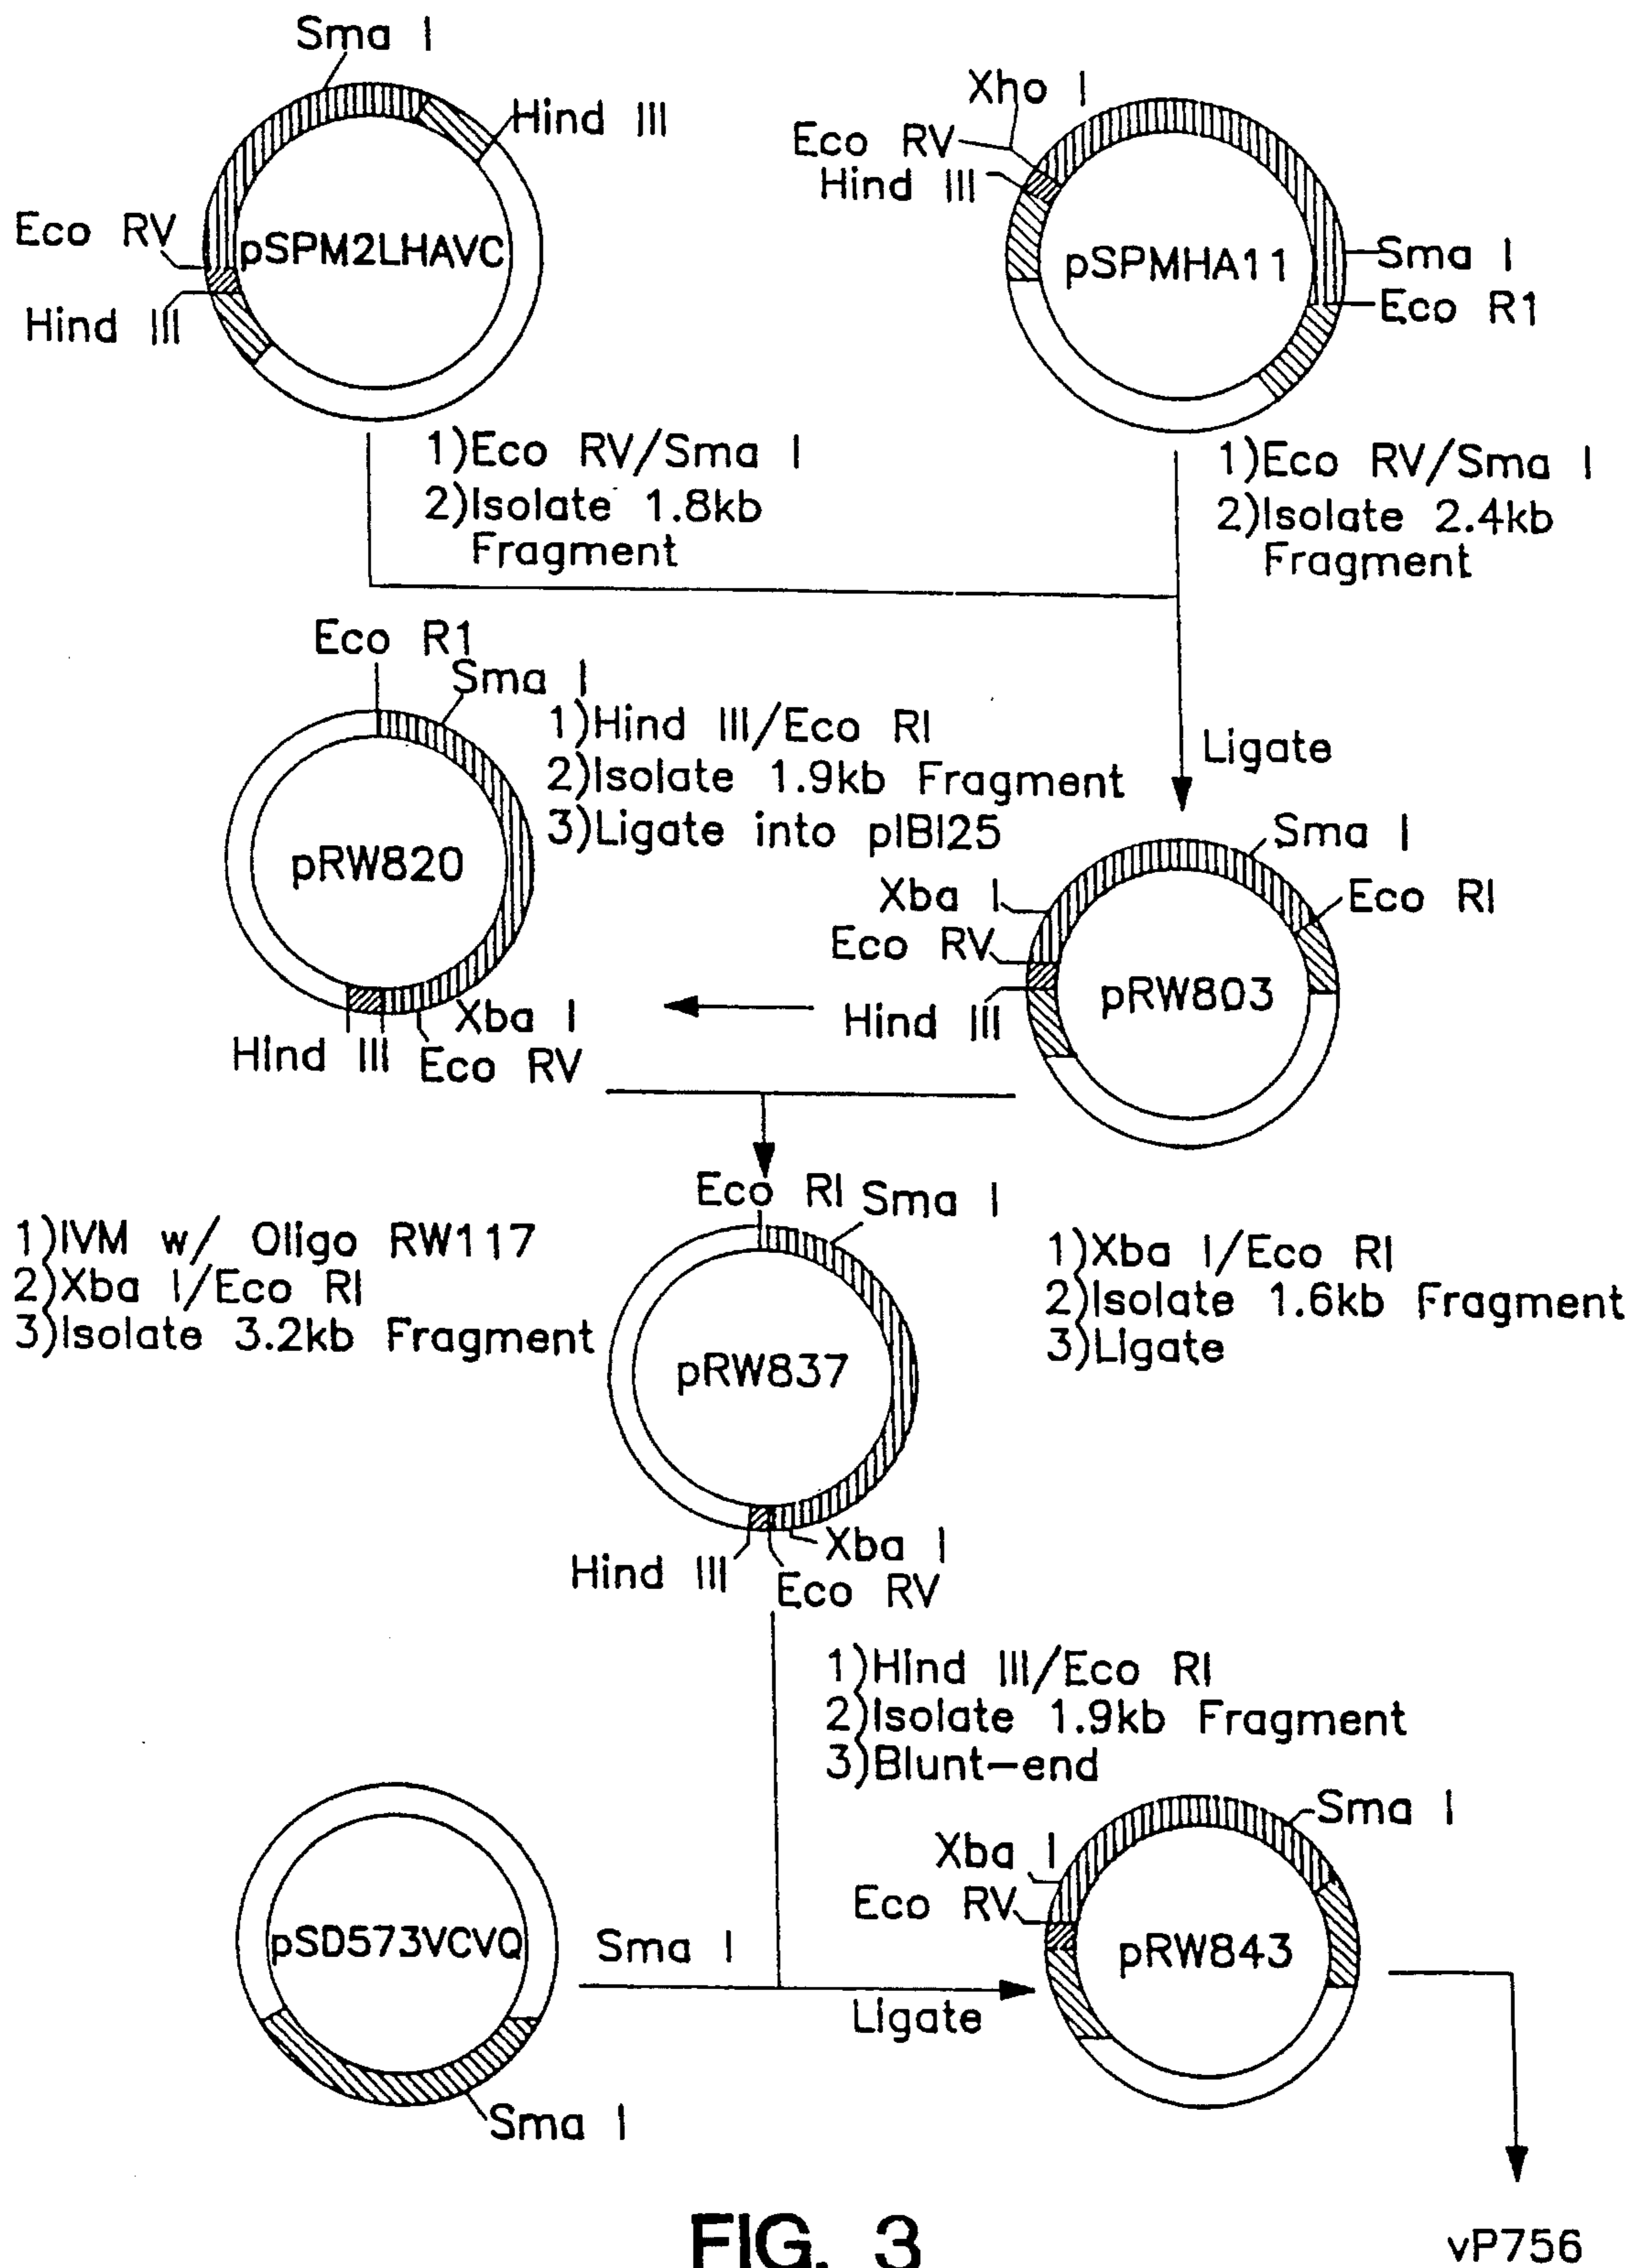 Sma I
Hind III
Eco RV
pSPM2LHAVC
Hind III
Xho I
Eco RV
Hind III
pSPMHA11
Sma I
Eco R1
1)Eco RV/Sma I
2)Isolate 1.8kb
Fragment
1)Eco RV/Sma I
2)Isolate 2.4kb
Fragment
Eco R1
Sma I
1)Hind III/Eco RI
2)Isolate 1.9kb Fragment
3)Ligate into pIBI25
Ligate
pRW820
Sma I
Xba I
Eco RI
Eco RV
pRW803
Hind III
Xba I
Hind III
Eco RV
Eco RI
Sma I
1)IVM w/ Oligo RW117
2)Xba I/Eco RI
3)Isolate 3.2kb Fragment
1)Xba I/Eco RI
2)Isolate 1.6kb Fragment
3)Ligate
pRW837
Xba I
Hind III
Eco RV
1)Hind III/Eco RI
2)Isolate 1.9kb Fragment
3)Blunt-end
Sma I
Xba I
Eco RV
pSD573VCVQ
Sma I
pRW843
Ligate
Sma I
FIG. 3
vP756